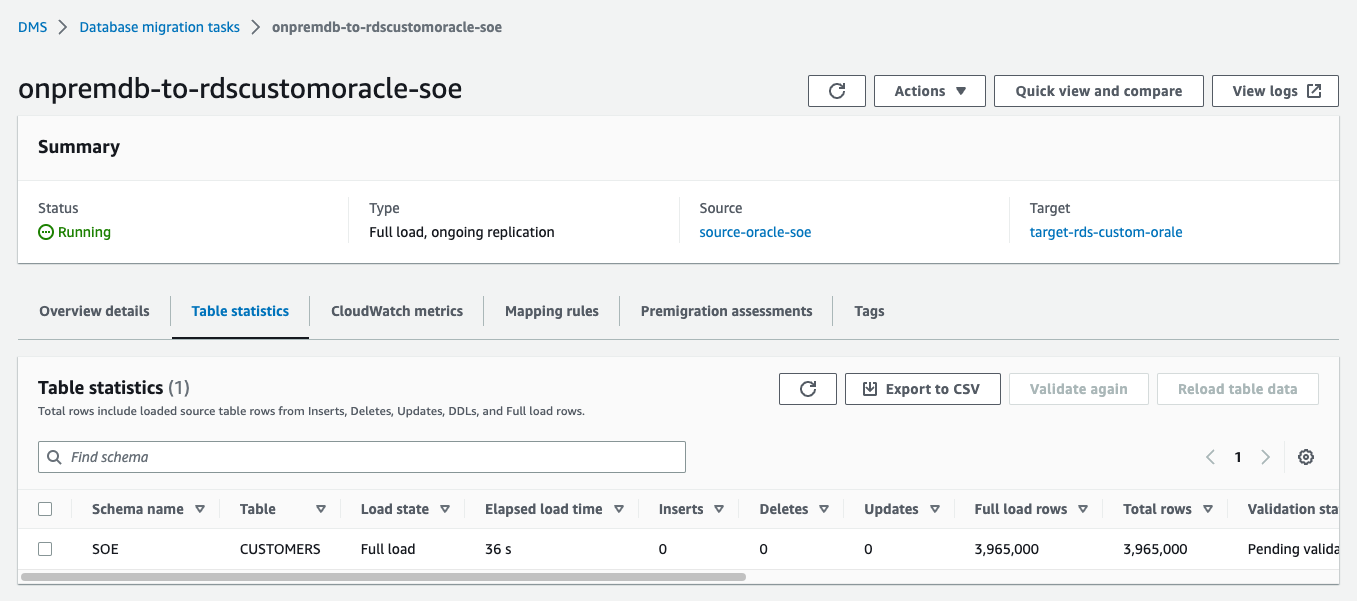 DMS > Database migration tasks > onpremdb-to-rdscustomoracle-soe
onpremdb-to-rdscustomoracle-soe
Actions Quick view and compare View logs
Summary
Status Type Source Target
Running Full load, ongoing replication source-oracle-soe target-rds-custom-orale
Overview details Table statistics CloudWatch metrics Mapping rules Premigration assessments Tags
Table statistics (1)
Export to CSV Validate again Reload table data
Total rows include loaded source table rows from Inserts, Deletes, Updates, DDLs, and Full load rows.
Find schema 1
Schema name Table Load state Elapsed load time Inserts Deletes Updates Full load rows Total rows Validation sta
SOE CUSTOMERS Full load 36 s 0 0 0 3,965,000 3,965,000 Pending valida